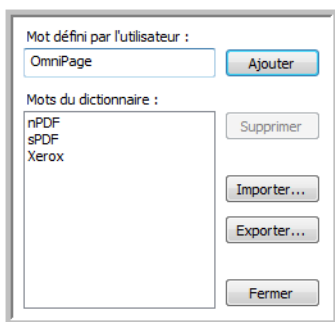 Mot défini par l'utilisateur :
OmniPage
Ajouter
Mots du dictionnaire :
nPDF
sPDF
Xerox
Supprimer
Importer...
Exporter...
Fermer